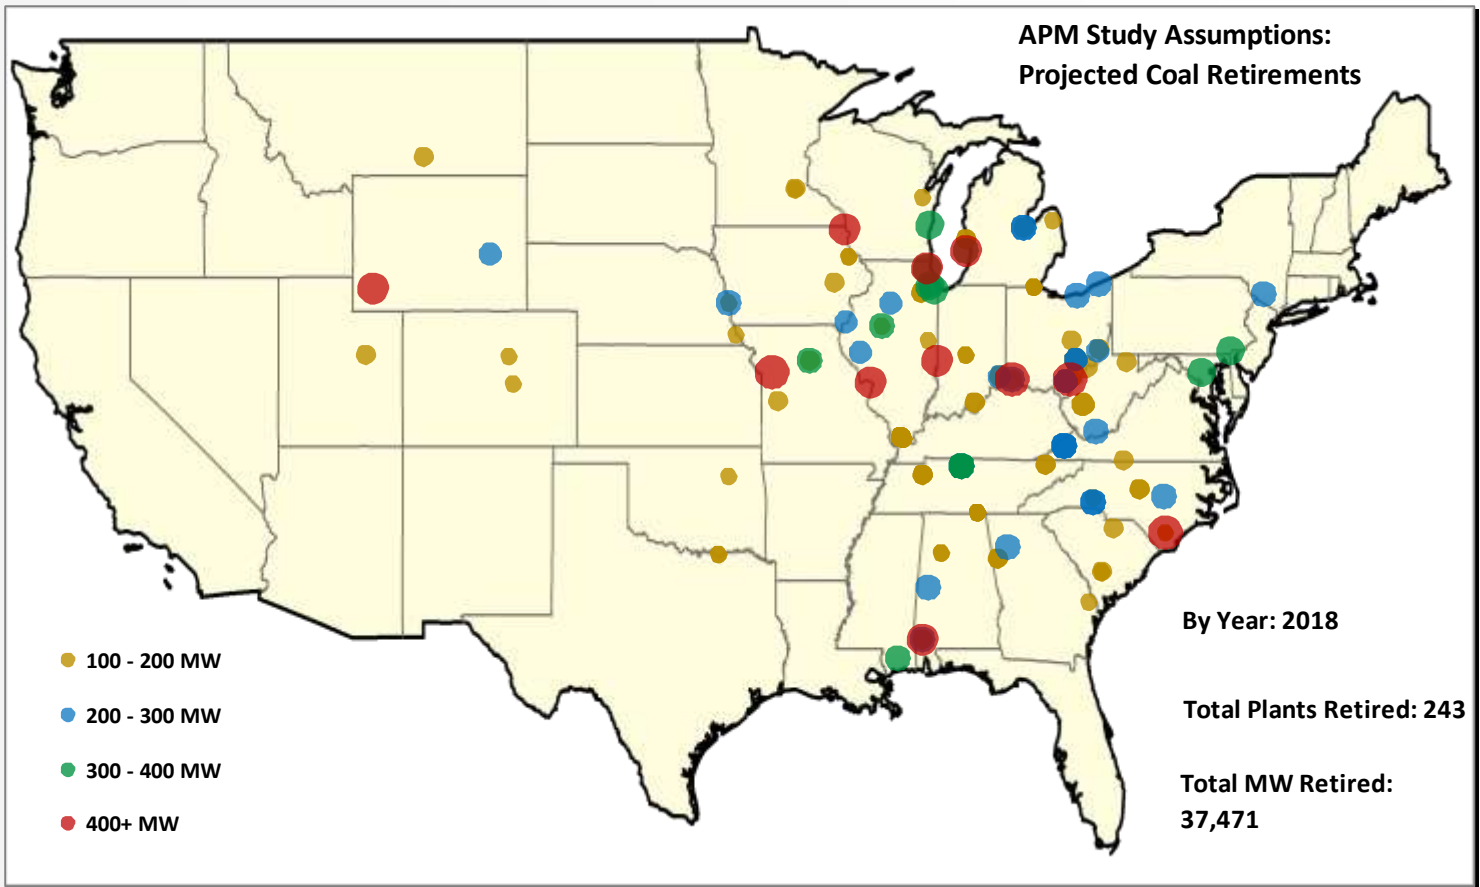 APM Study Assumptions:
Projected Coal Retirements
By Year: 2018
Total Plants Retired: 243
Total MW Retired:
37,471
100 - 200 MW
200 - 300 MW
300 - 400 MW
400+ MW